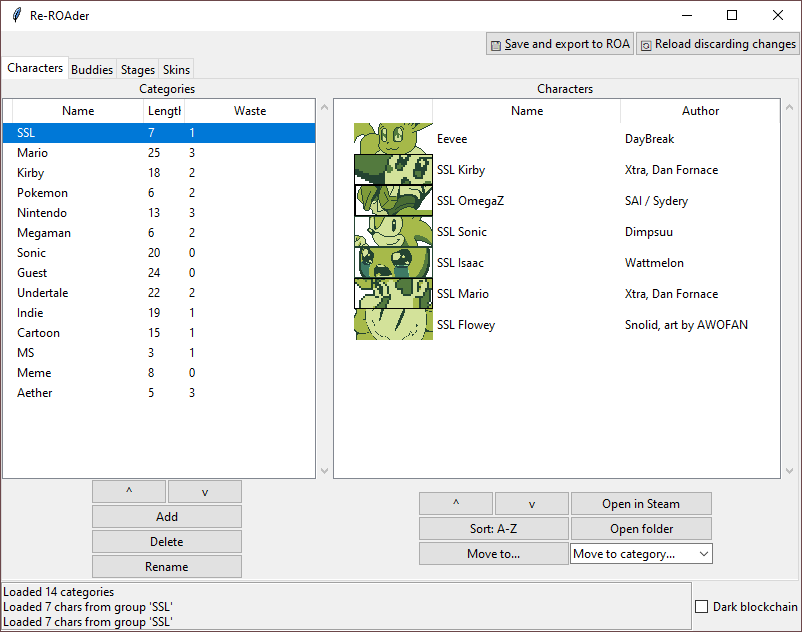 Re-ROAder
Save and export to ROA Reload discarding changes
Characters Buddies Stages Skins
Categories
Name Length Waste
SSL 7 1
Mario 25 3
Kirby 18 2
Pokemon 6 2
Nintendo 13 3
Megaman 6 2
Sonic 20 0
Guest 24 0
Undertale 22 2
Indie 19 1
Cartoon 15 1
MS 3 1
Meme 8 0
Aether 5 3
^ v
Add
Delete
Rename
Characters
Name Author
Eevee DayBreak
SSL Kirby Xtra, Dan Fornace
SSL OmegaZ SAI / Sydery
SSL Sonic Dimpsuu
SSL Isaac Wattmelon
SSL Mario Xtra, Dan Fornace
SSL Flowey Snolid, art by AWOFAN
^ v Open in Steam
Sort: A-Z Open folder
Move to... Move to category...
Loaded 14 categories
Loaded 7 chars from group 'SSL'
Loaded 7 chars from group 'SSL'
Dark blockchain